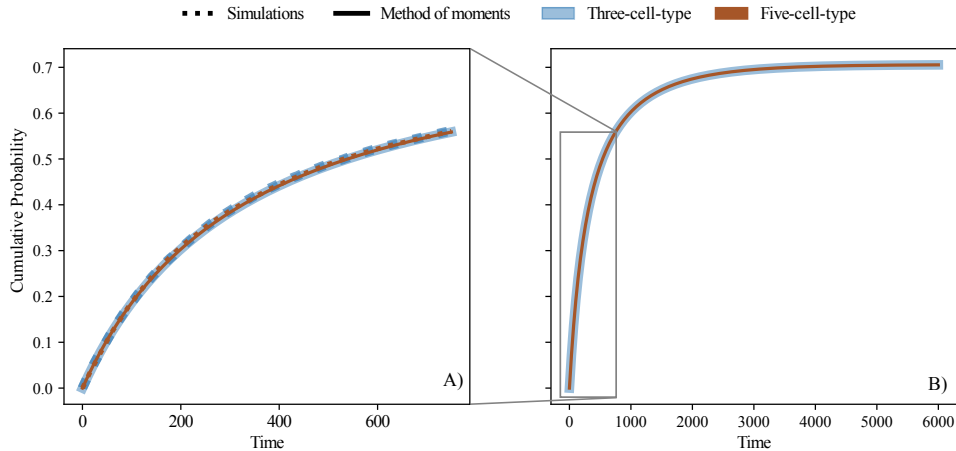 Simulations Method of moments Three-cell-type Five-cell-type
Cumulative Probability
0.7
0.6
0.5
0.4
0.3
0.2
0.1
0.0
A)
0 200 400 600
Time
B)
0 1000 2000 3000 4000 5000 6000
Time